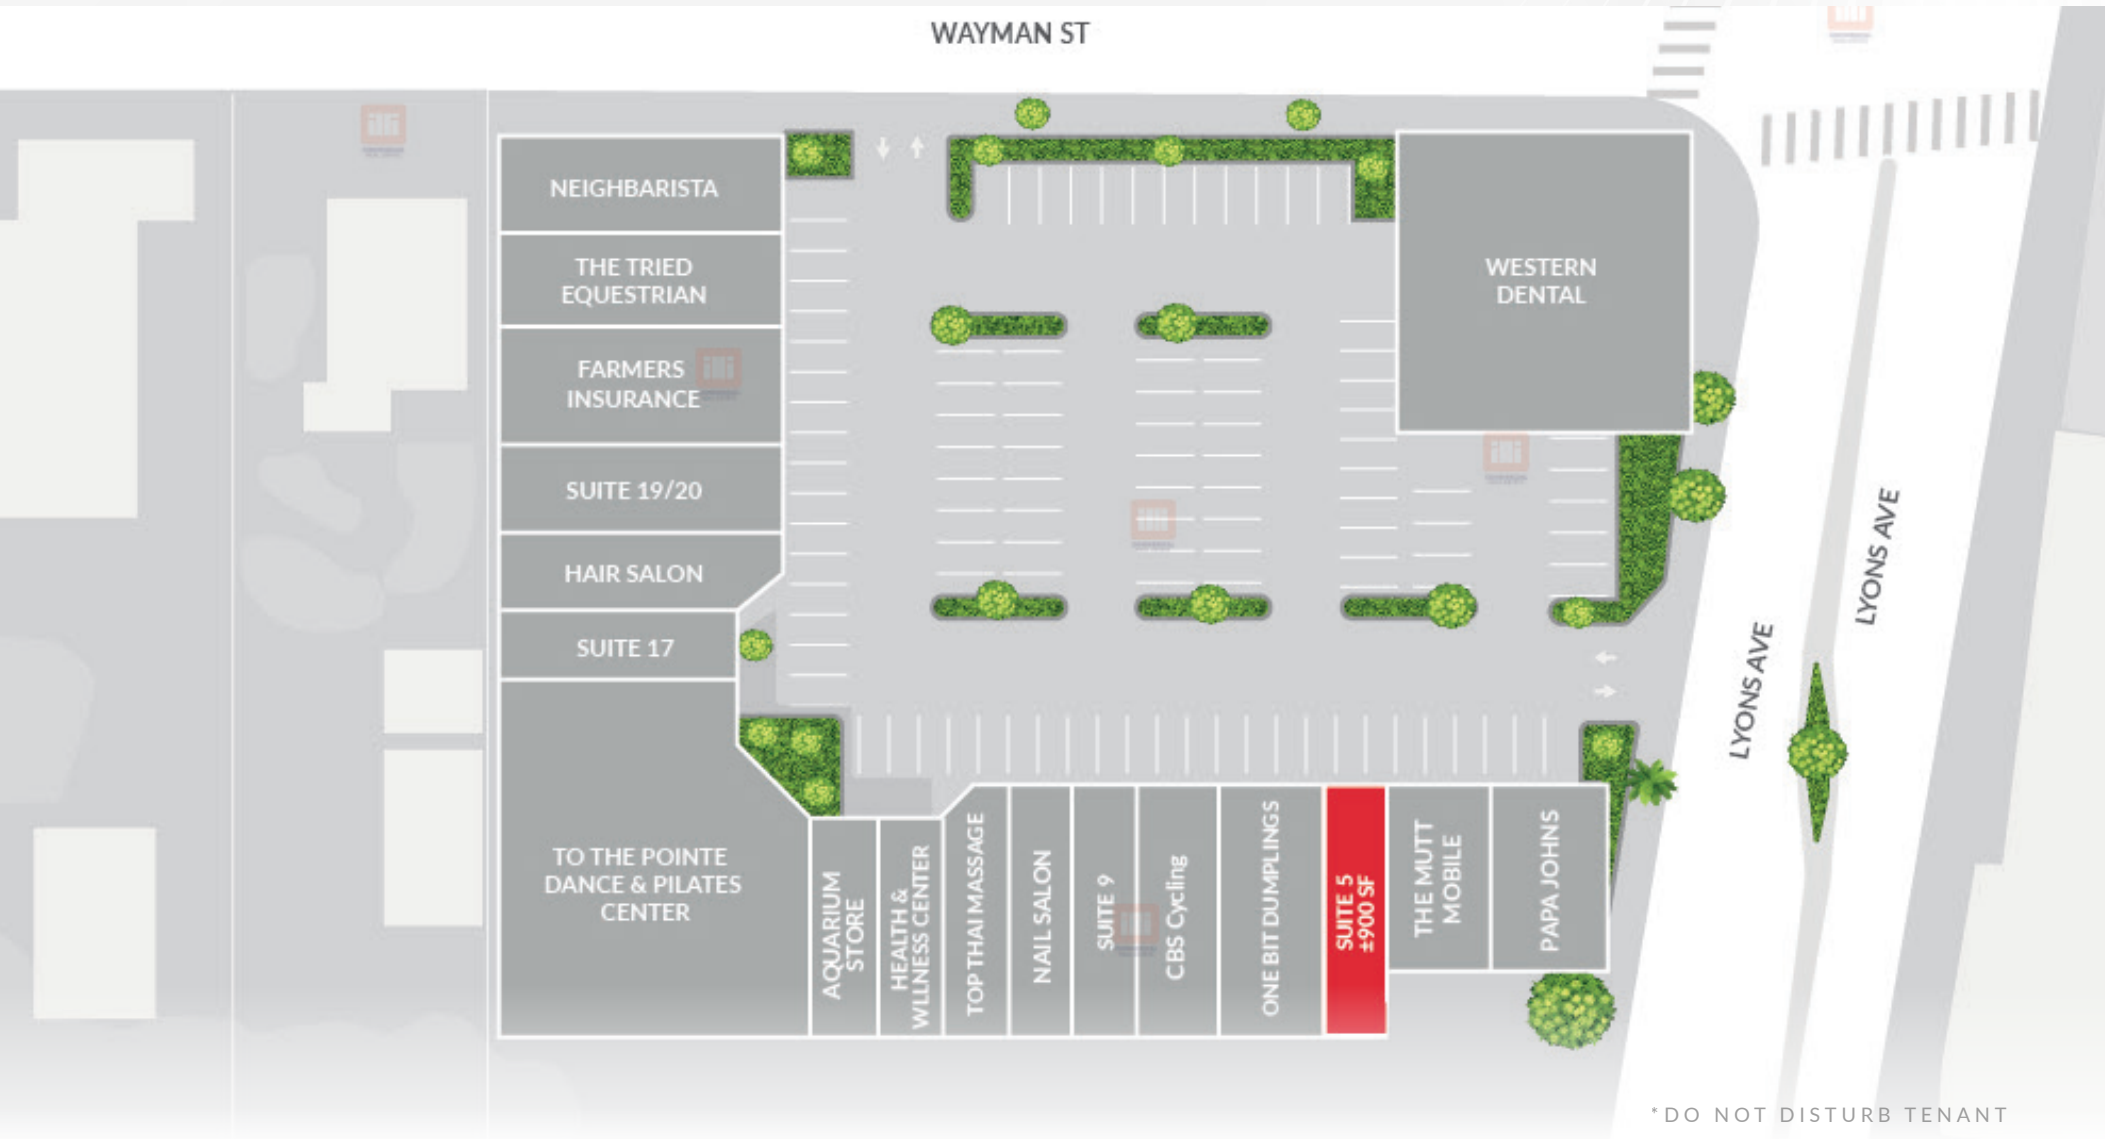 WAYMAN ST
NEIGHBARISTA
THE TRIED
EQUESTRIAN
FARMERS
INSURANCE
SUITE 19/20
HAIR SALON
SUITE 17
TO THE POINTE
DANCE & PILATES
CENTER
WESTERN
DENTAL
LYONS AVE
LYONS AVE
AQUARIUM
STORE
HEALTH &
WLLNESS CENTER
TOP THAI MASSAGE
NAIL SALON
SUITE 9
CBS Cycling
ONE BIT DUMPLINGS
SUITE 5
±900 SF
THE MUTT
MOBILE
PAPA JOHNS
*DO NOT DISTURB TENANT